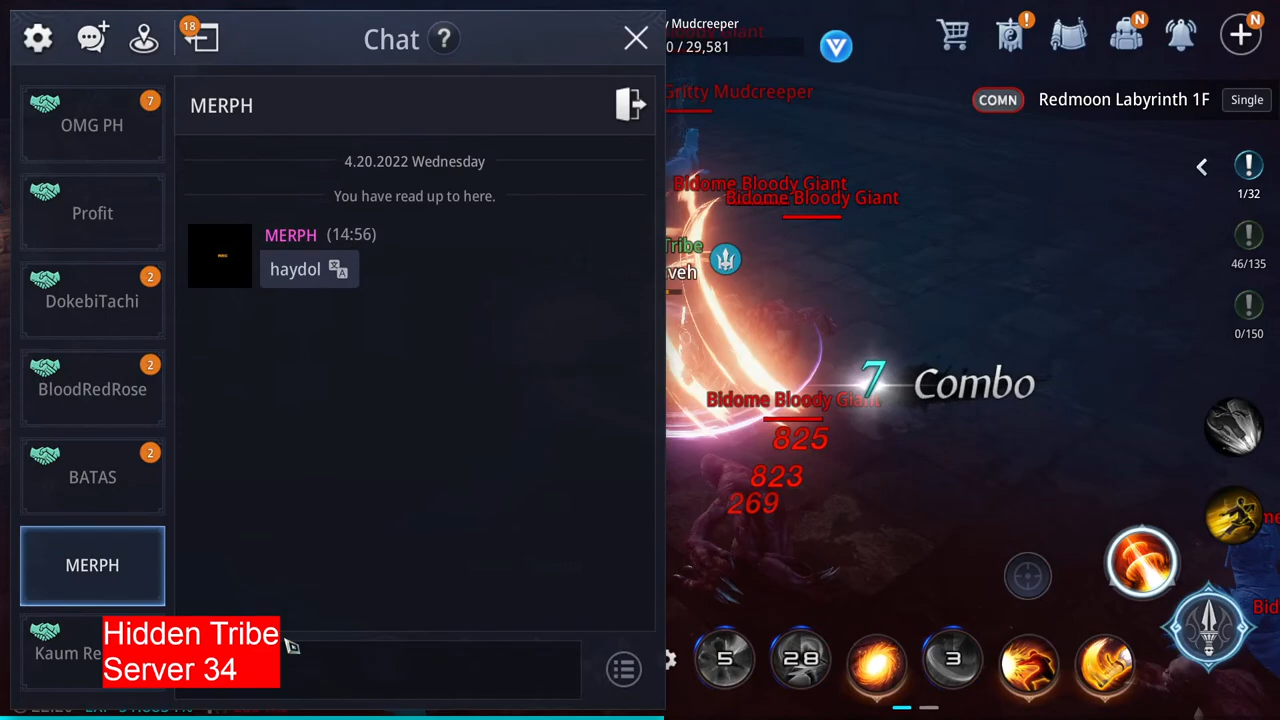 18
Chat ?
OMG PH
7
Profit
DokebiTachi
2
BloodRedRose
2
BATAS
2
MERPH
Hidden Tribe
Server 34
MERPH
4.20.2022 Wednesday
You have read up to here.
MERPH (14:56)
haydol
Mudcreeper
/ 29,581
Gritty Mudcreeper
Bidome Bloody Giant
Bidome Bloody Giant
Tribe
veh
Bidome Bloody Giant
825
823
269
7 Combo
N
N
COMN
Redmoon Labyrinth 1F
Single
1/32
46/135
0/150
5
28
3